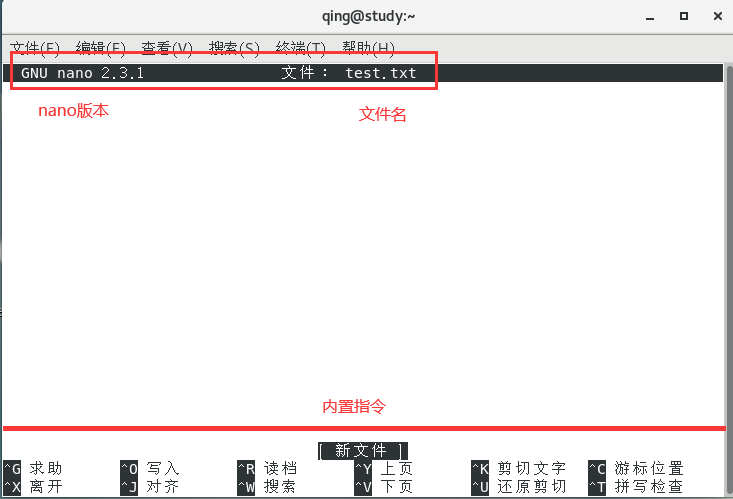 qing@study:~
文件(F) 编辑(E) 查看(V) 搜索(S) 终端(T) 帮助(H)
GNU nano 2.3.1 文件： test.txt
nano版本 文件名
内置指令
[ 新文件 ]
^G 求助 ^O 写入 ^R 读档 ^Y 上页 ^K 剪切文字 ^C 游标位置
^X 离开 ^J 对齐 ^W 搜索 ^V 下页 ^U 还原剪切 ^T 拼写检查